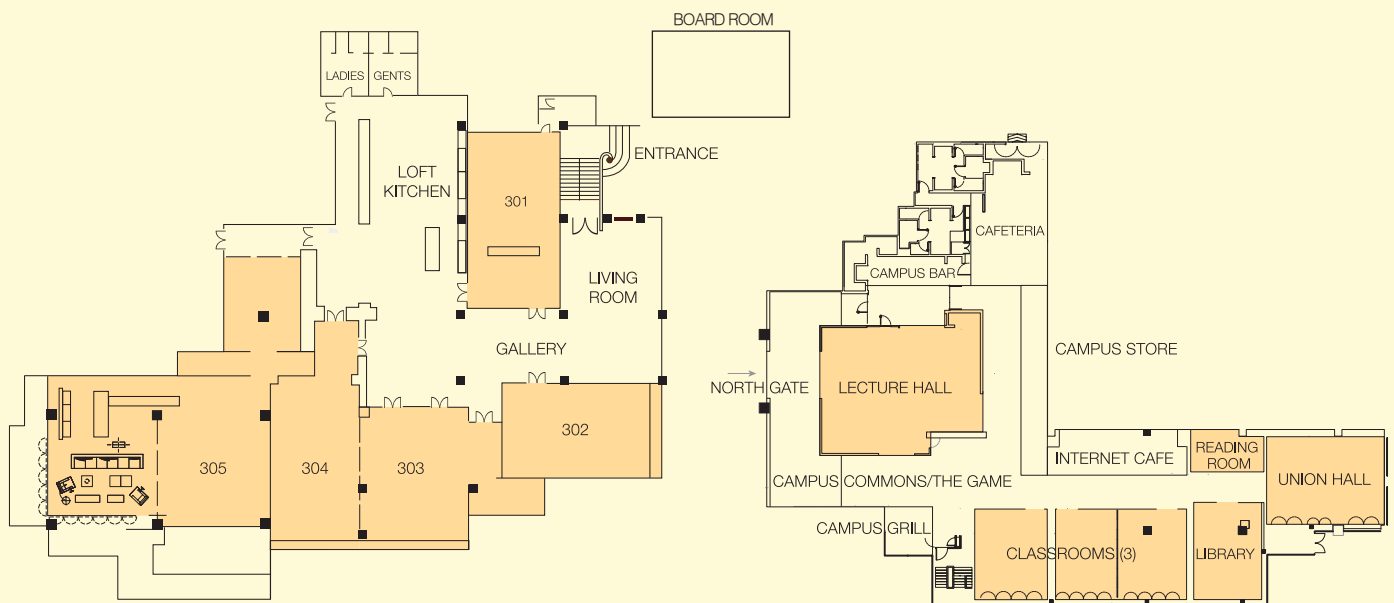 BOARD ROOM
LADIES
GENTS
ENTRANCE
LOFT
KITCHEN
301
LIVING
ROOM
GALLERY
302
303
304
305
CAFETERIA
CAMPUS BAR
CAMPUS STORE
NORTH GATE
LECTURE HALL
INTERNET CAFE
READING
ROOM
UNION HALL
CAMPUS COMMONS/THE GAME
CAMPUS GRILL
CLASSROOMS (3)
LIBRARY